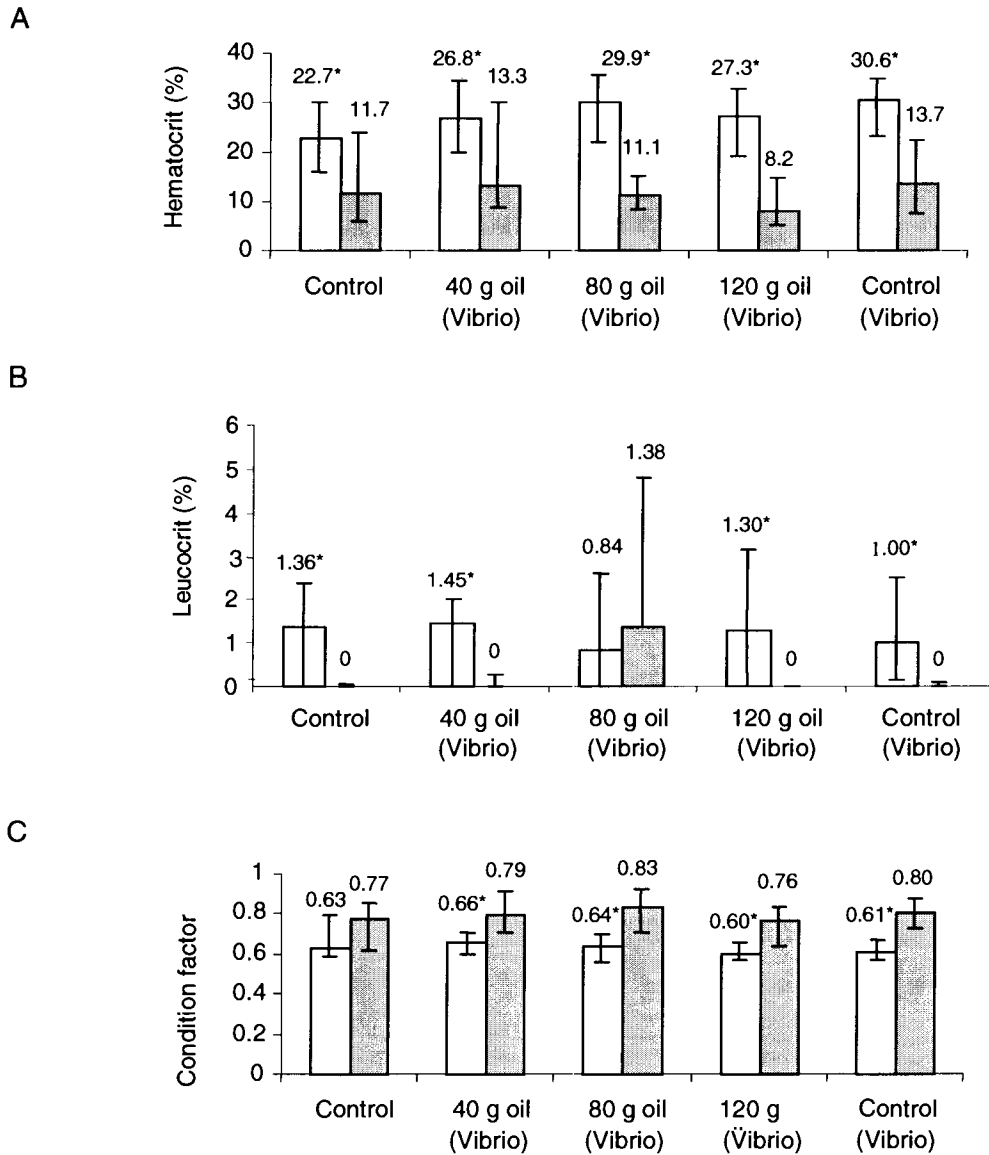 A
Hematocrit (%)
40
30
20
10
0
22.7*
11.7
26.8*
13.3
29.9*
11.1
27.3*
8.2
30.6*
13.7
Control
40 g oil
(Vibrio)
80 g oil
(Vibrio)
120 g oil
(Vibrio)
Control
(Vibrio)
B
Leucocrit (%)
6
5
4
3
2
1
0
1.36*
0
1.45*
0
0.84
1.38
1.30*
0
1.00*
0
Control
40 g oil
(Vibrio)
80 g oil
(Vibrio)
120 g oil
(Vibrio)
Control
(Vibrio)
C
Condition factor
1
0.8
0.6
0.4
0.2
0
0.63
0.77
0.66*
0.79
0.64*
0.83
0.60*
0.76
0.61*
0.80
Control
40 g oil
(Vibrio)
80 g oil
(Vibrio)
120 g
(V̈ibrio)
Control
(Vibrio)